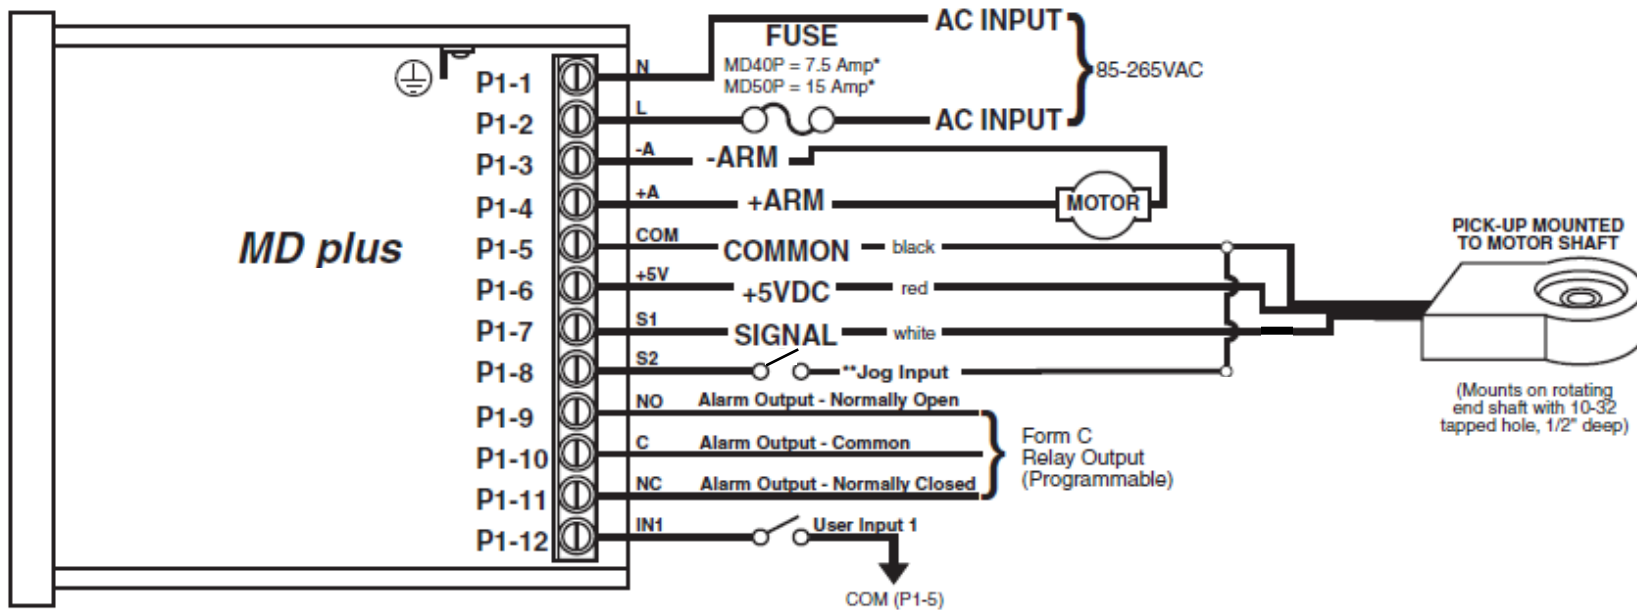 MD plus
P1-1
N
AC INPUT
FUSE
MD40P = 7.5 Amp*
MD50P = 15 Amp*
85-265VAC
P1-2
L
AC INPUT
P1-3
-A
-ARM
P1-4
+A
+ARM
MOTOR
P1-5
COM
COMMON
black
P1-6
+5V
+5VDC
red
P1-7
S1
SIGNAL
white
P1-8
S2
**Jog Input
PICK-UP MOUNTED
TO MOTOR SHAFT
(Mounts on rotating
end shaft with 10-32
tapped hole, 1/2" deep)
P1-9
NO
Alarm Output - Normally Open
P1-10
C
Alarm Output - Common
P1-11
NC
Alarm Output - Normally Closed
Form C
Relay Output
(Programmable)
P1-12
IN1
User Input 1
COM (P1-5)